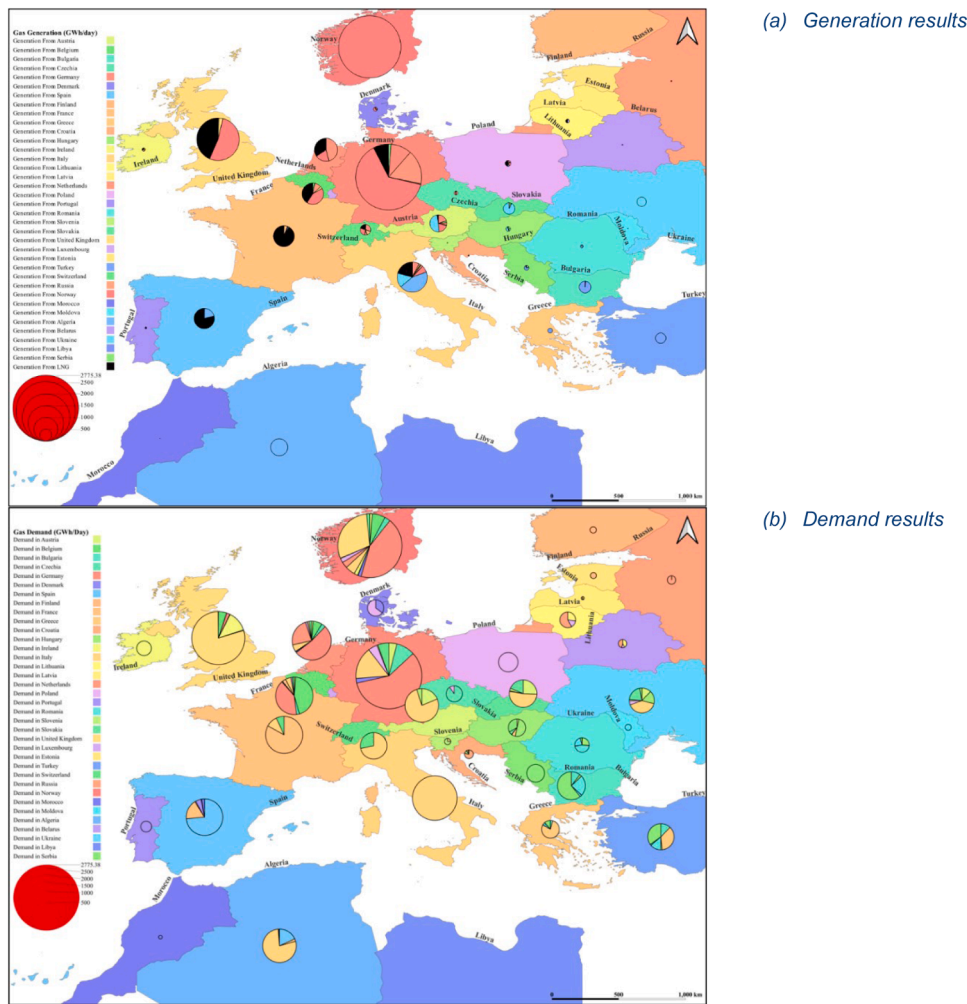 (a) Generation results
Gas Generation (GWh/day)
Generation From Austria
Generation From Belgium
Generation From Bulgaria
Generation From Czechia
Generation From Germany
Generation From Denmark
Generation From Spain
Generation From Finland
Generation From France
Generation From Greece
Generation From Croatia
Generation From Hungary
Generation From Ireland
Generation From Italy
Generation From Lithuania
Generation From Latvia
Generation From Netherlands
Generation From Poland
Generation From Portugal
Generation From Romania
Generation From Slovenia
Generation From Slovakia
Generation From United Kingdom
Generation From Luxembourg
Generation From Estonia
Generation From Turkey
Generation From Switzerland
Generation From Russia
Generation From Norway
Generation From Morocco
Generation From Moldova
Generation From Algeria
Generation From Belarus
Generation From Ukraine
Generation From Libya
Generation From Serbia
Generation From LNG
2775.38
2500
2000
1500
1000
500
Norway
Russia
Finland
Estonia
Denmark
Latvia
Belarus
Lithuania
Poland
Germany
Ireland
Netherlands
United Kingdom
France
Slovakia
Czechia
Austria
Romania
Moldova
Switzerland
Hungary
Ukraine
Croatia
Serbia
Bulgaria
Spain
Italy
Greece
Turkey
Portugal
Algeria
Libya
Morocco
0 500 1,000 km
(b) Demand results
Gas Demand (GWh/Day)
Demand in Austria
Demand in Belgium
Demand in Bulgaria
Demand in Czechia
Demand in Germany
Demand in Denmark
Demand in Spain
Demand in Finland
Demand in France
Demand in Greece
Demand in Croatia
Demand in Hungary
Demand in Ireland
Demand in Italy
Demand in Lithuania
Demand in Latvia
Demand in Netherlands
Demand in Poland
Demand in Portugal
Demand in Romania
Demand in Slovenia
Demand in Slovakia
Demand in United Kingdom
Demand in Luxembourg
Demand in Estonia
Demand in Turkey
Demand in Switzerland
Demand in Russia
Demand in Norway
Demand in Morocco
Demand in Moldova
Demand in Algeria
Demand in Belarus
Demand in Ukraine
Demand in Libya
Demand in Serbia
2775.38
2500
2000
1500
1000
500
Norway
Russia
Finland
Estonia
Denmark
Latvia
Lithuania
Poland
Germany
Ireland
United Kingdom
France
Slovakia
Switzerland
Slovenia
Ukraine
Moldova
Croatia
Serbia
Romania
Bulgaria
Spain
Italy
Greece
Turkey
Portugal
Algeria
Morocco
Libya
0 500 1,000 km